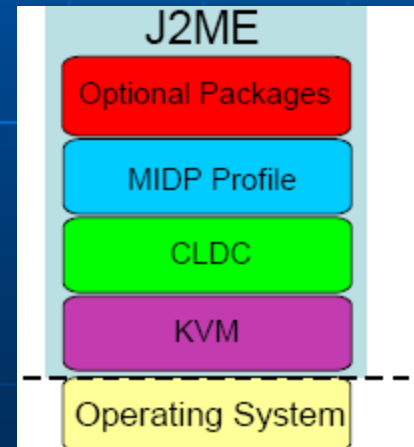 J2ME
Optional Packages
MIDP Profile
CLDC
KVM
Operating System